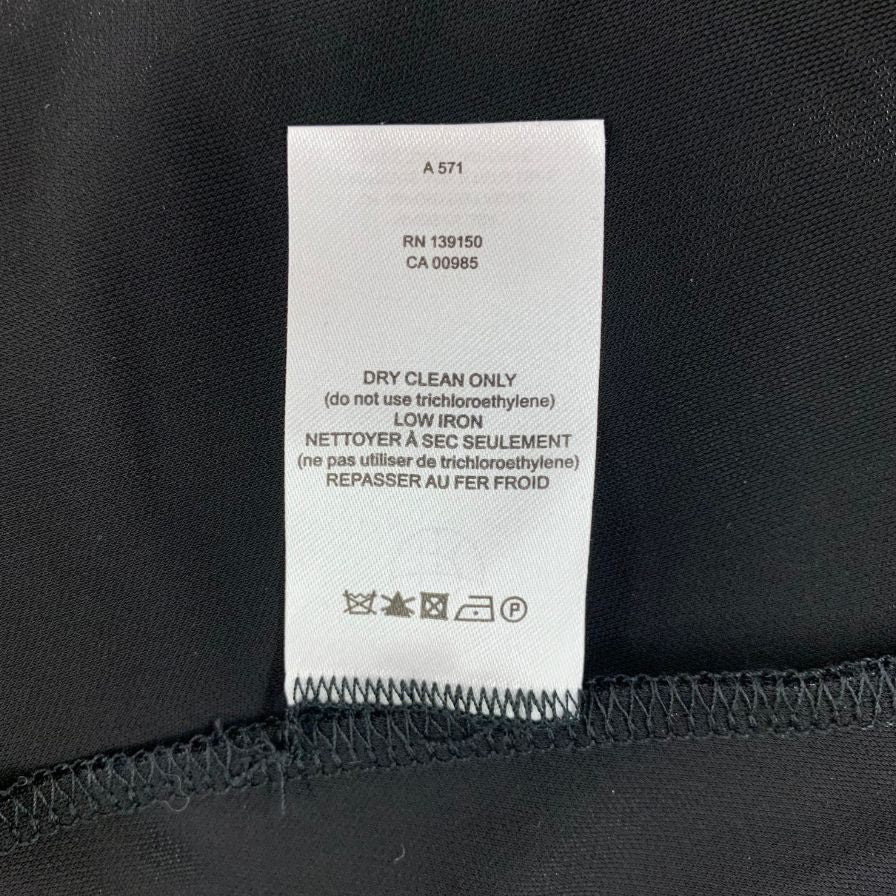 A 571
RN 139150
CA 00985
DRY CLEAN ONLY
(do not use trichloroethylene)
LOW IRON
NETTOYER À SEC SEULEMENT
(ne pas utiliser de trichloroethylene)
REPASSER AU FER FROID
P